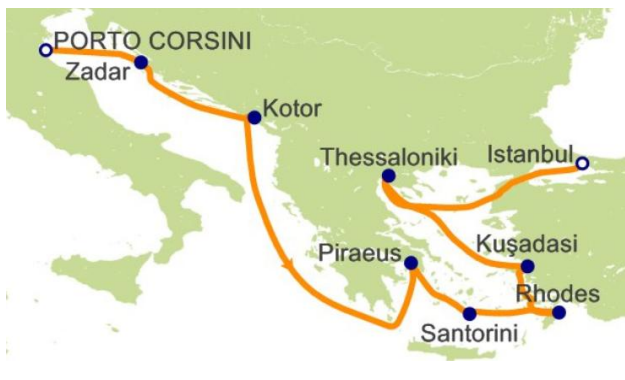 PORTO CORSINI
Zadar
Kotor
Thessaloniki
Istanbul
Piraeus
Kuşadasi
Rhodes
Santorini